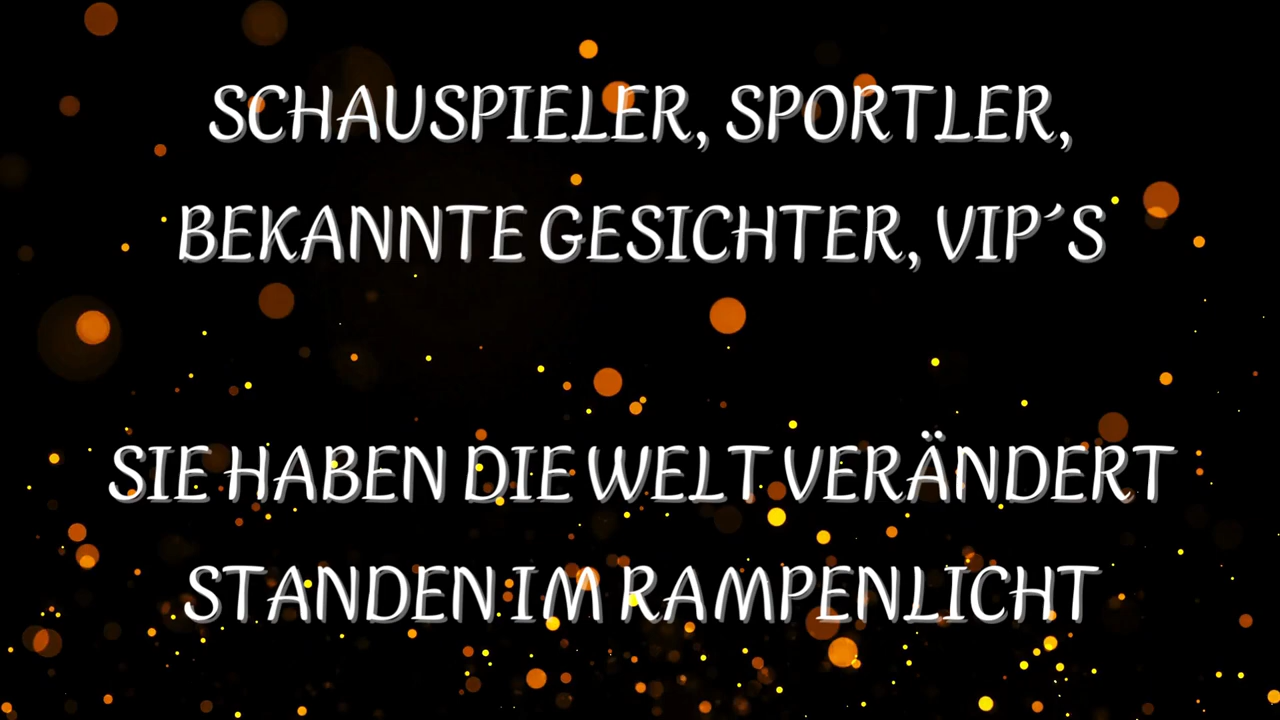 SCHAUSPIELER, SPORTLER,
BEKANNTE GESICHTER, VIP´S
SIE HABEN DIE WELT VERÄNDERT
STANDEN IM RAMPENLICHT